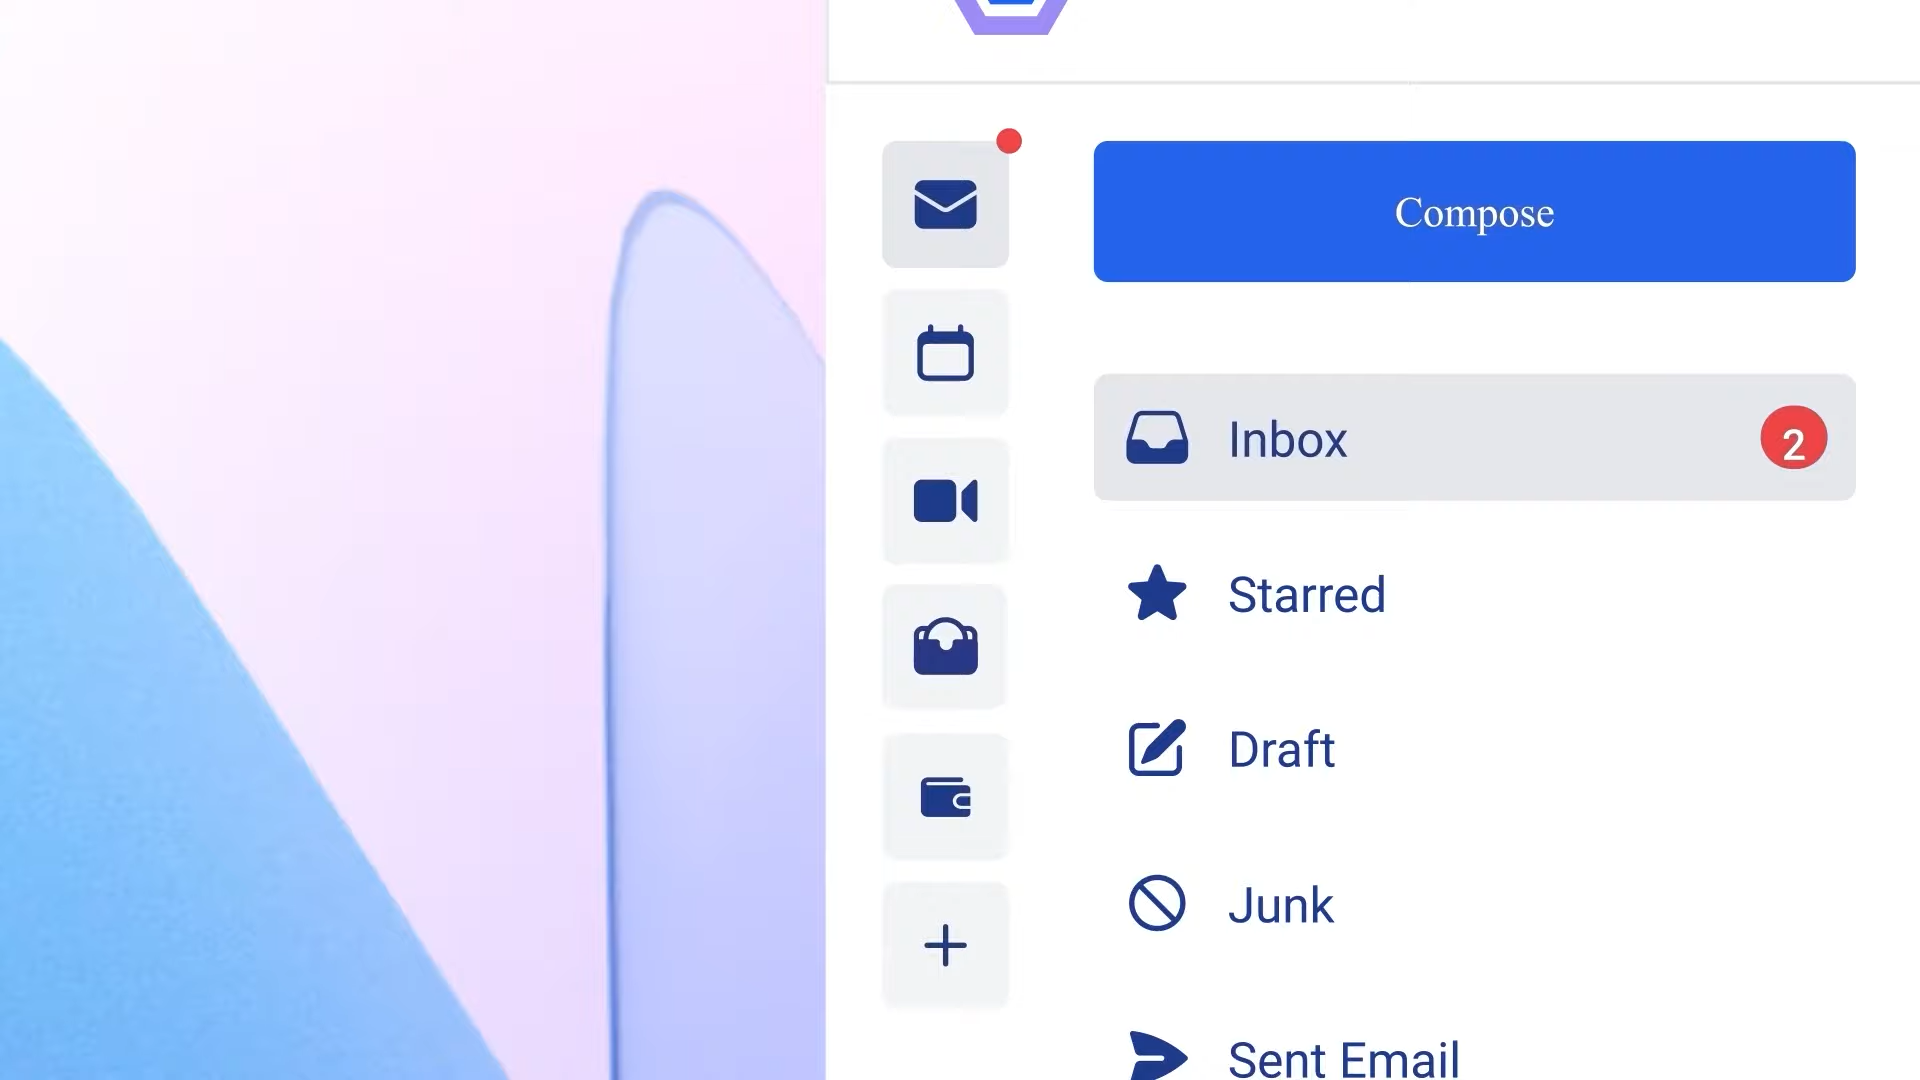 Compose
Inbox 2
Starred
Draft
Junk
Sent Email